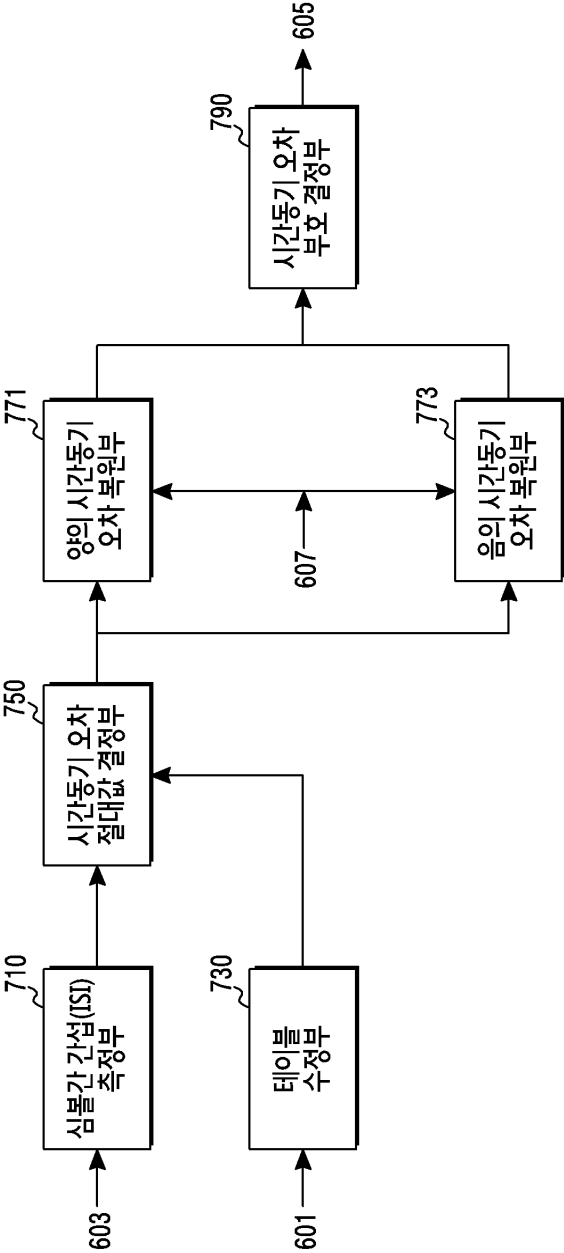 603
710
심볼간 간섭(ISI)
측정부
601
730
테이블
수정부
750
시간동기 오차
절대값 결정부
771
양의 시간동기
오차 복원부
607
773
음의 시간동기
오차 복원부
790
시간동기 오차
부호 결정부
605